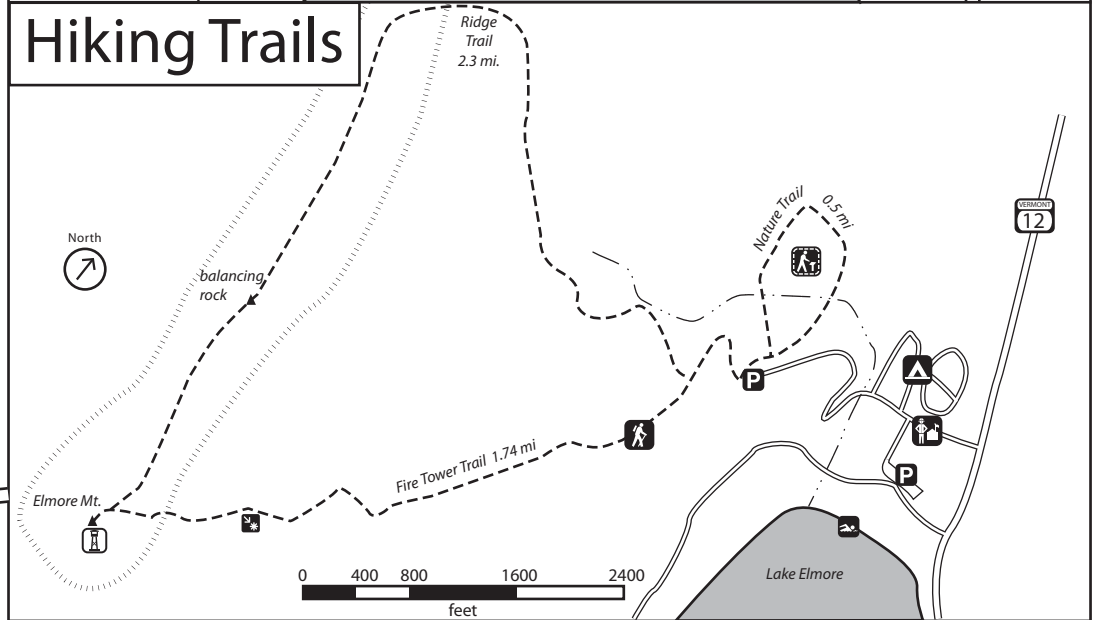 Hiking Trails
Ridge
Trail
2.3 mi.
Nature Trail
0.5 mi
VERMONT
12
North
balancing
rock
P
Fire Tower Trail 1.74 mi
P
Elmore Mt.
Lake Elmore
0 400 800 1600 2400
feet